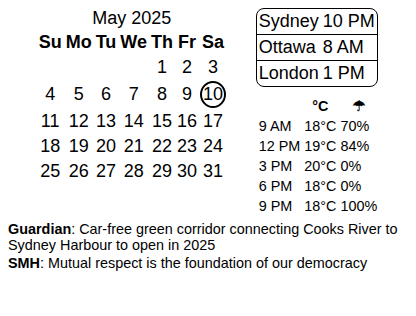 May 2025
Su Mo Tu We Th Fr Sa
1 2 3
4 5 6 7 8 9 10
11 12 13 14 15 16 17
18 19 20 21 22 23 24
25 26 27 28 29 30 31
Sydney 10 PM
Ottawa 8 AM
London 1 PM
°C ☂
9 AM 18°C 70%
12 PM 19°C 84%
3 PM 20°C 0%
6 PM 18°C 0%
9 PM 18°C 100%
Guardian: Car-free green corridor connecting Cooks River to
Sydney Harbour to open in 2025
SMH: Mutual respect is the foundation of our democracy